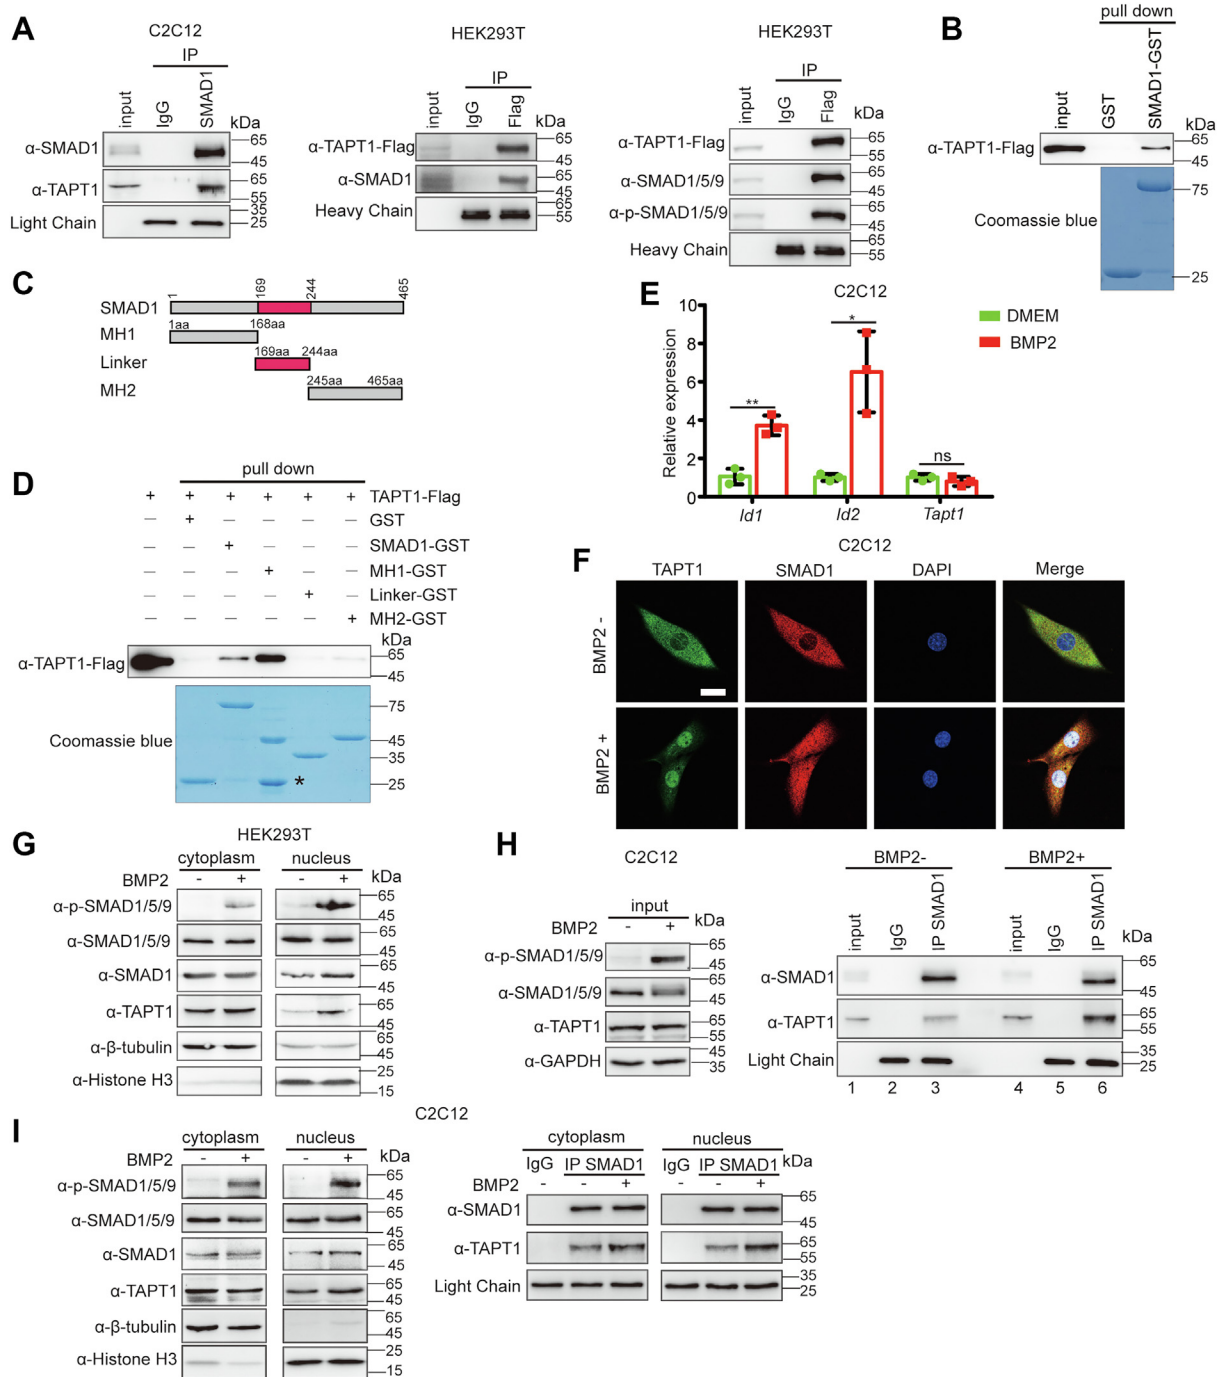 A
C2C12
IP
input
IgG
SMAD1
kDa
α-SMAD1
65
45
α-TAPT1
65
55
Light Chain
35
25
HEK293T
IP
input
IgG
Flag
kDa
α-TAPT1-Flag
65
45
α-SMAD1
65
45
Heavy Chain
65
55
HEK293T
IP
input
IgG
Flag
kDa
α-TAPT1-Flag
65
55
α-SMAD1/5/9
65
45
α-p-SMAD1/5/9
65
45
Heavy Chain
65
55
B
pull down
input
GST
SMAD1-GST
kDa
α-TAPT1-Flag
65
45
Coomassie blue
75
25
C
SMAD1
1
169
244
465
MH1
1aa 168aa
Linker
169aa 244aa
MH2
245aa 465aa
D
pull down
+ + + + + + TAPT1-Flag
— + — — — — GST
— — + — — — SMAD1-GST
— — — + — — MH1-GST
— — — — + — Linker-GST
— — — — — + MH2-GST
kDa
α-TAPT1-Flag
65
45
Coomassie blue
75
45
35
25
*
E
C2C12
Relative expression
10
8
6
4
2
0
**
*
ns
Id1 Id2 Tapt1
DMEM
BMP2
F
C2C12
TAPT1 SMAD1 DAPI Merge
BMP2 -
BMP2 +
G
HEK293T
cytoplasm nucleus
BMP2 - + - + kDa
α-p-SMAD1/5/9
65
45
α-SMAD1/5/9
65
45
α-SMAD1
65
45
α-TAPT1
65
45
α-β-tubulin
65
45
α-Histone H3
25
15
H
C2C12
input
BMP2 - +
kDa
α-p-SMAD1/5/9
65
45
α-SMAD1/5/9
65
45
α-TAPT1
65
55
α-GAPDH
45
35
BMP2- BMP2+
input
IgG
IP SMAD1
input
IgG
IP SMAD1
kDa
α-SMAD1
65
45
α-TAPT1
65
55
Light Chain
35
25
1 2 3 4 5 6
I
C2C12
cytoplasm nucleus
BMP2 - + - + kDa
α-p-SMAD1/5/9
65
45
α-SMAD1/5/9
65
45
α-SMAD1
65
45
α-TAPT1
65
45
α-β-tubulin
65
45
α-Histone H3
25
15
cytoplasm nucleus
IgG IP SMAD1 IgG IP SMAD1 kDa
BMP2 - - + - - +
α-SMAD1
65
45
α-TAPT1
65
55
Light Chain
35
25